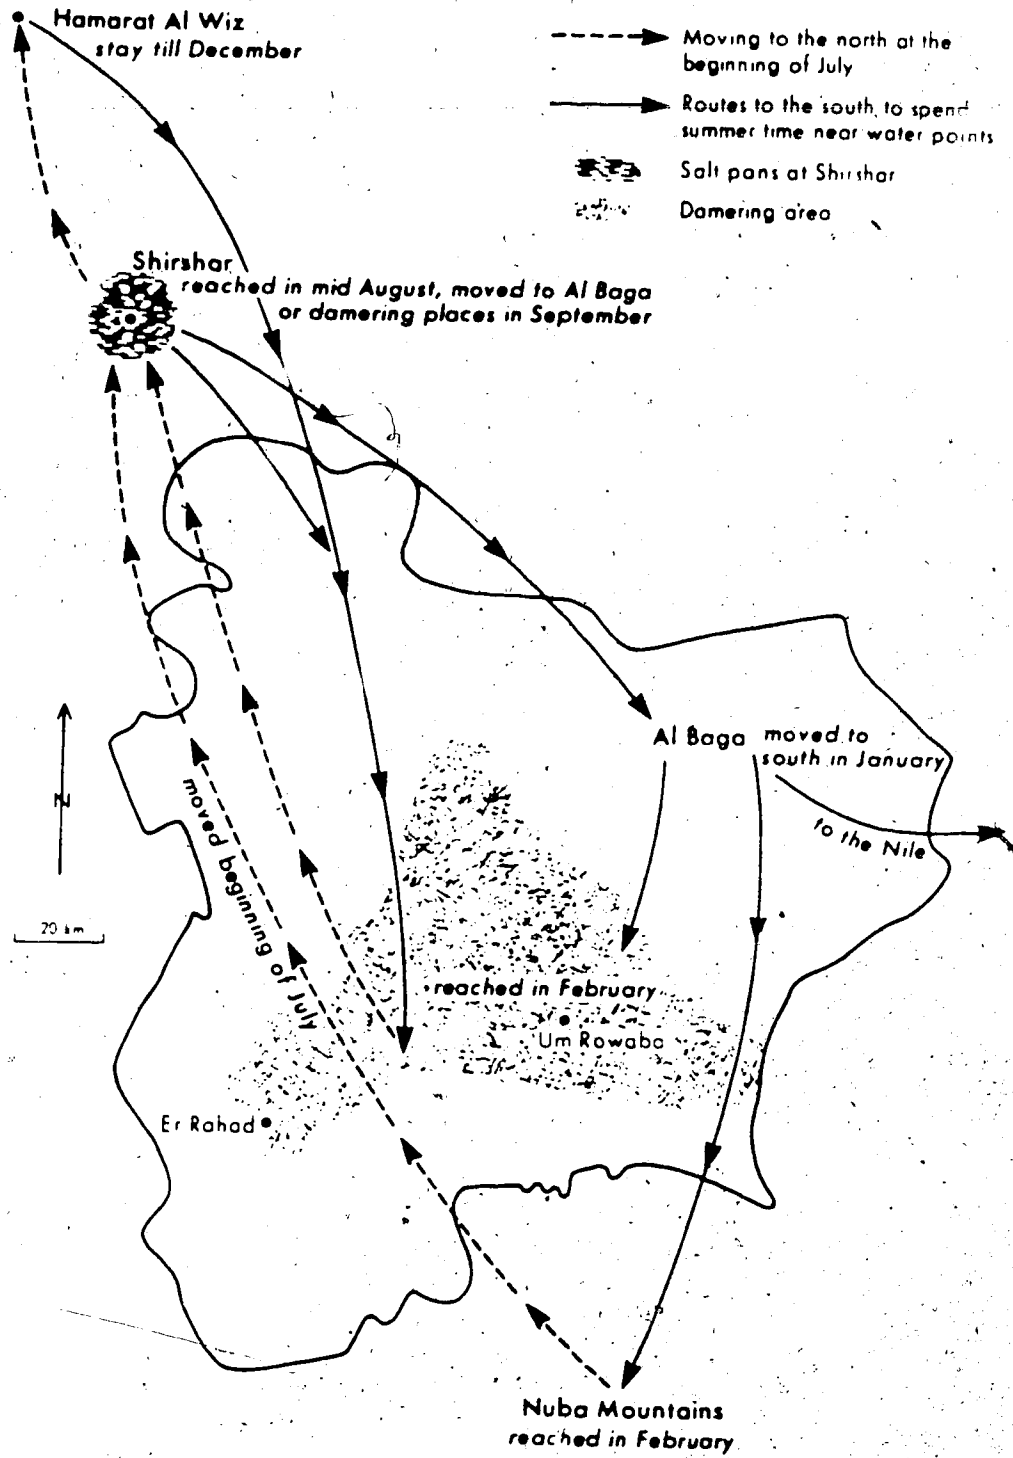 Hamarat Al Wiz
stay till December
Moving to the north at the
beginning of July
Routes to the south, to spend
summer time near water points
Salt pans at Shirshar
Damering area
Shirshar
reached in mid August, moved to Al Baga
or damering places in September
Al Baga moved to
south in January
to the Nile
N
20 km
moved beginning of July
reached in February
Um Rowaba
Er Rahad
Nuba Mountains
reached in February